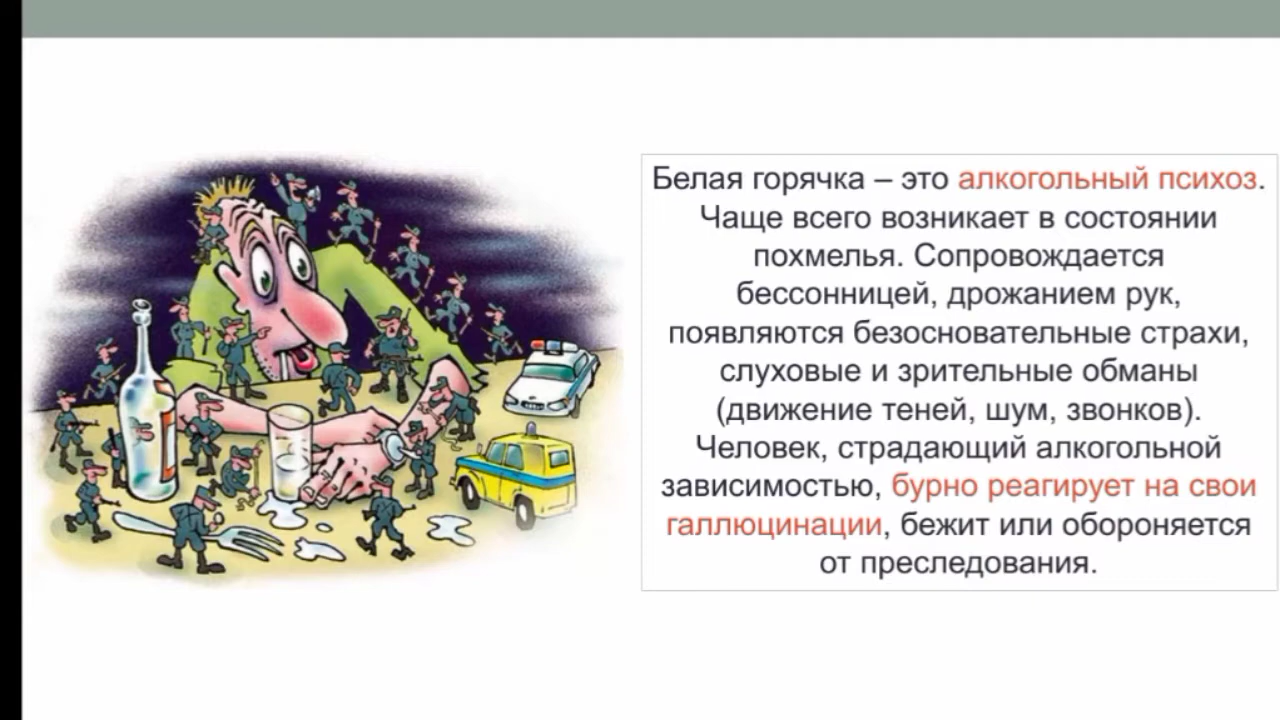 Белая горячка – это алкогольный психоз.
Чаще всего возникает в состоянии
похмелья. Сопровождается
бессонницей, дрожанием рук,
появляются безосновательные страхи,
слуховые и зрительные обманы
(движение теней, шум, звонков).
Человек, страдающий алкогольной
зависимостью, бурно реагирует на свои
галлюцинации, бежит или обороняется
от преследования.